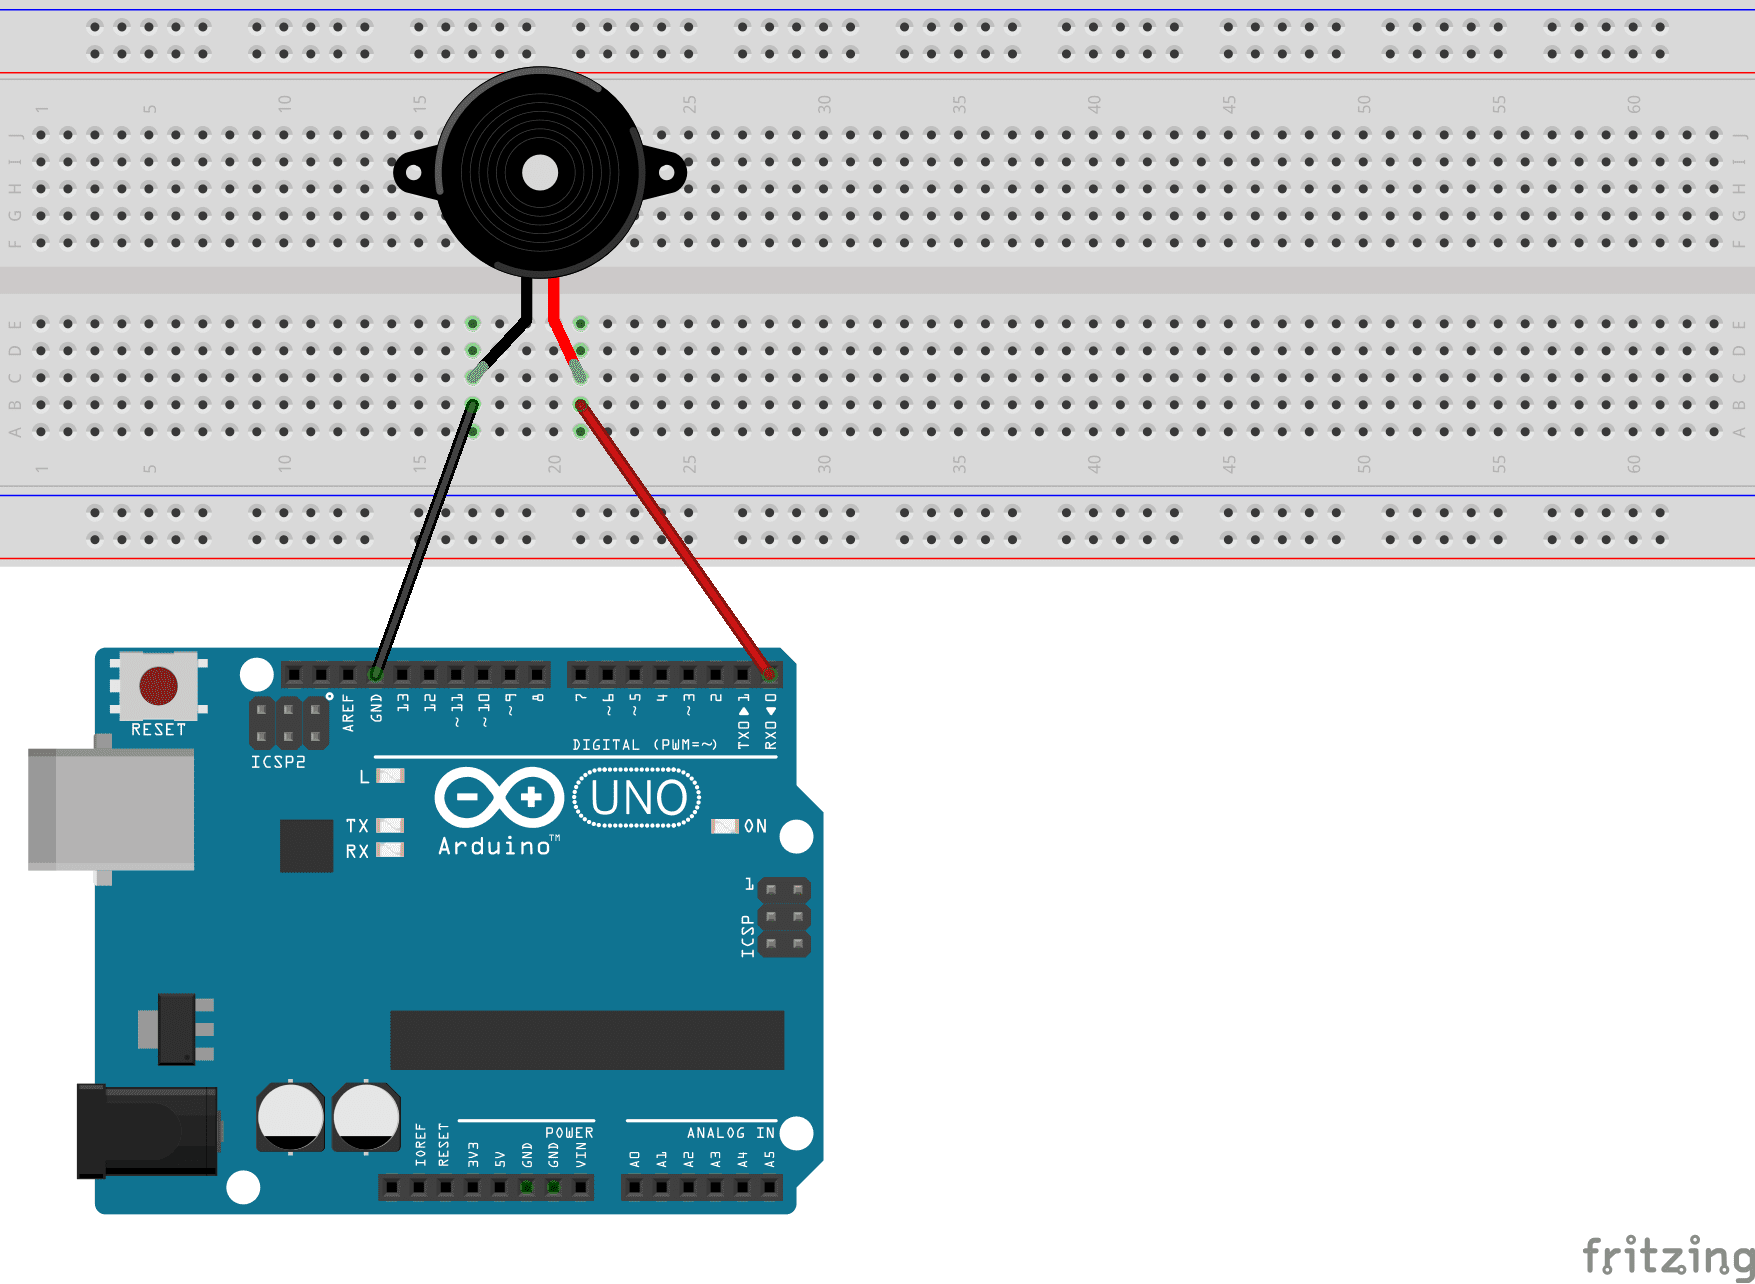 1 5 10 15 25 30 35 40 45 50 55 60
J J
I I
H H
G G
F F
E E
D D
C C
B B
A A
1 5 10 15 20 25 30 35 40 45 50 55 60
RESET
AREF GND 13 12 ~11 ~10 ~9 8 7 ~6 ~5 4 ~3 2 TX0▶1 RX0◀0
DIGITAL (PWM=~)
ICSP2
L
UNO
TX
RX
Arduino™
ON
1
ICSP
POWER
ANALOG IN
IOREF RESET 3V3 5V GND GND VIN A0 A1 A2 A3 A4 A5
fritzing